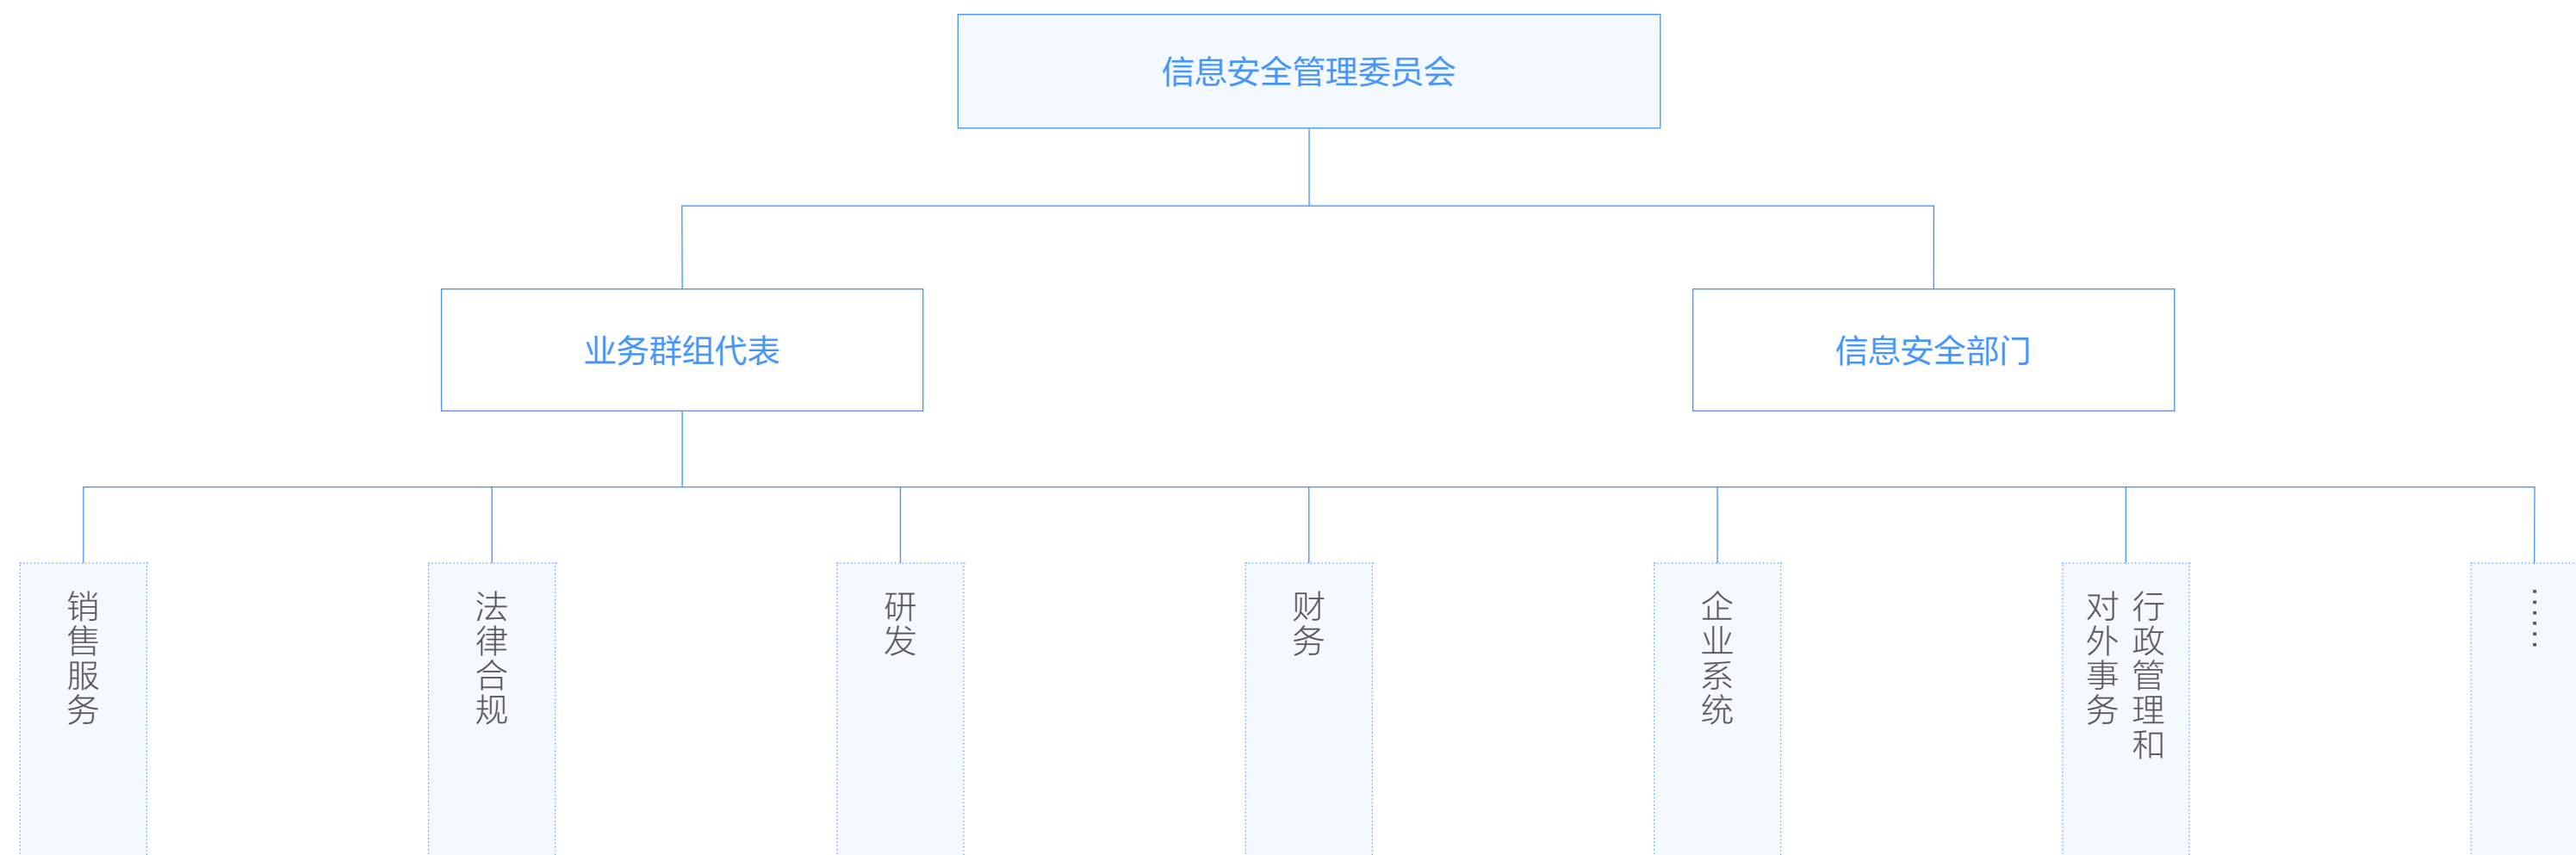 信息安全管理委员会
业务群组代表
信息安全部门
销售服务
法律合规
研发
财务
企业系统
行政管理和
对外事务
……